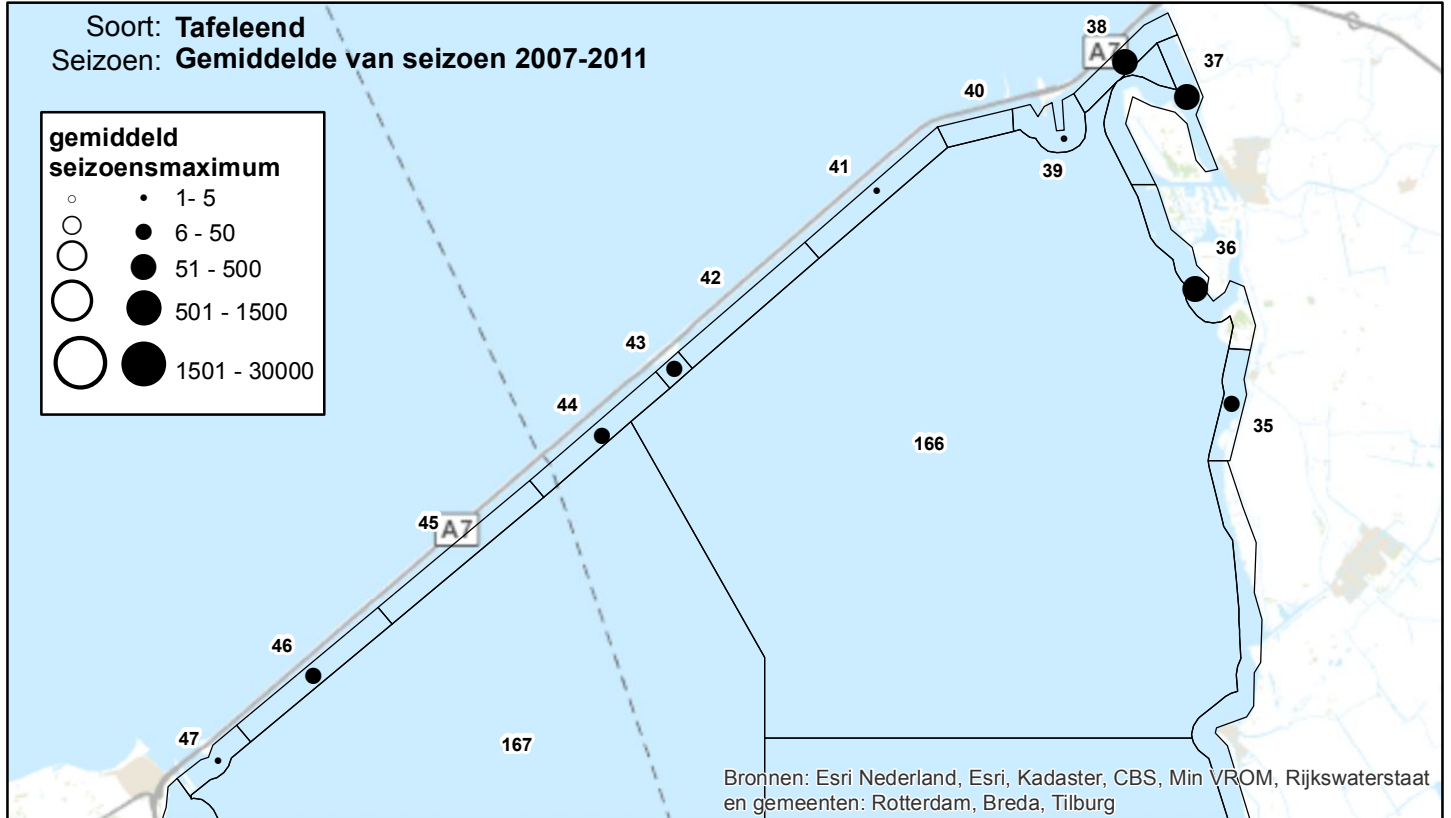 Soort: Tafeleend
Seizoen: Gemiddelde van seizoen 2007-2011
gemiddeld
seizoensmaximum
1- 5
6 - 50
51 - 500
501 - 1500
1501 - 30000
38
A7
37
40
41
39
36
42
43
44
35
166
45
A7
46
47
167
Bronnen: Esri Nederland, Esri, Kadaster, CBS, Min VROM, Rijkswaterstaat
en gemeenten: Rotterdam, Breda, Tilburg